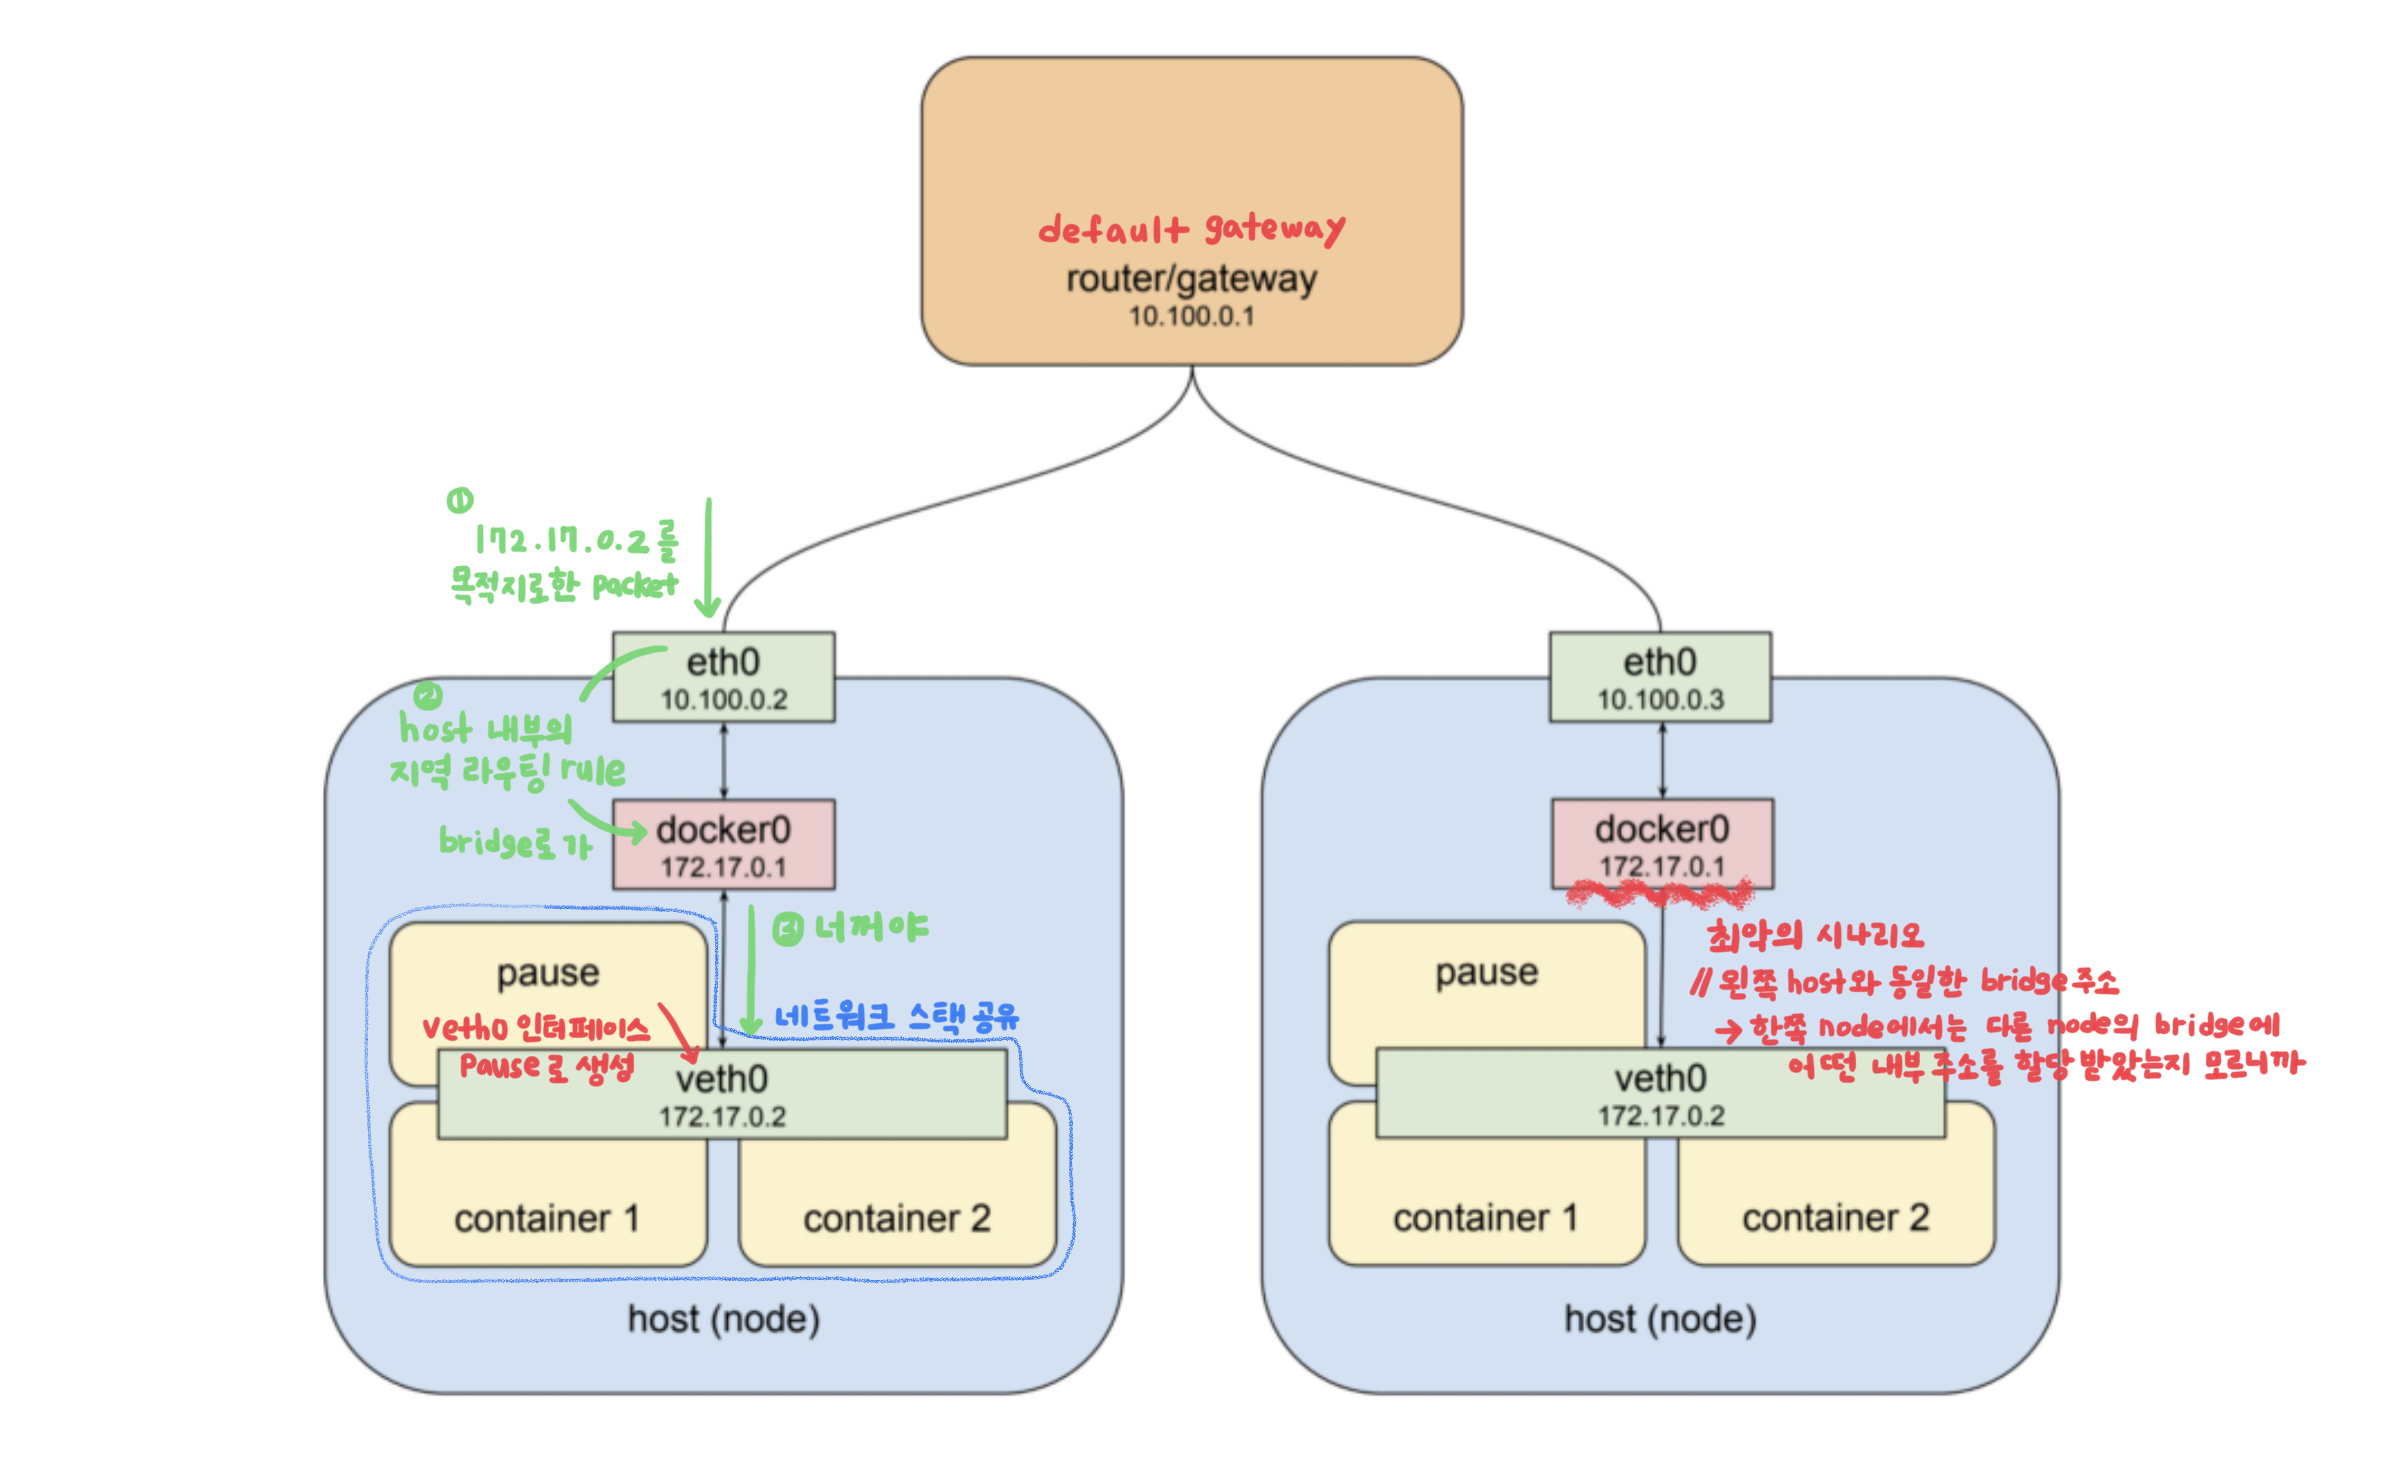 default gateway
router/gateway
10.100.0.1
①
172.17.0.2를
목적지로한 packet
eth0
10.100.0.2
②
host 내부의
지역 라우팅 rule
bridge로 가
docker0
172.17.0.1
③ 너꺼야
네트워크 스택 공유
pause
veth0 인터페이스
Pause로 생성
veth0
172.17.0.2
container 1
container 2
host (node)
eth0
10.100.0.3
docker0
172.17.0.1
최악의 시나리오
// 왼쪽 host와 동일한 bridge 주소
→ 한쪽 node에서는 다른 node의 bridge에
어떤 내부 주소를 할당 받았는지 모르니까
pause
veth0
172.17.0.2
container 1
container 2
host (node)